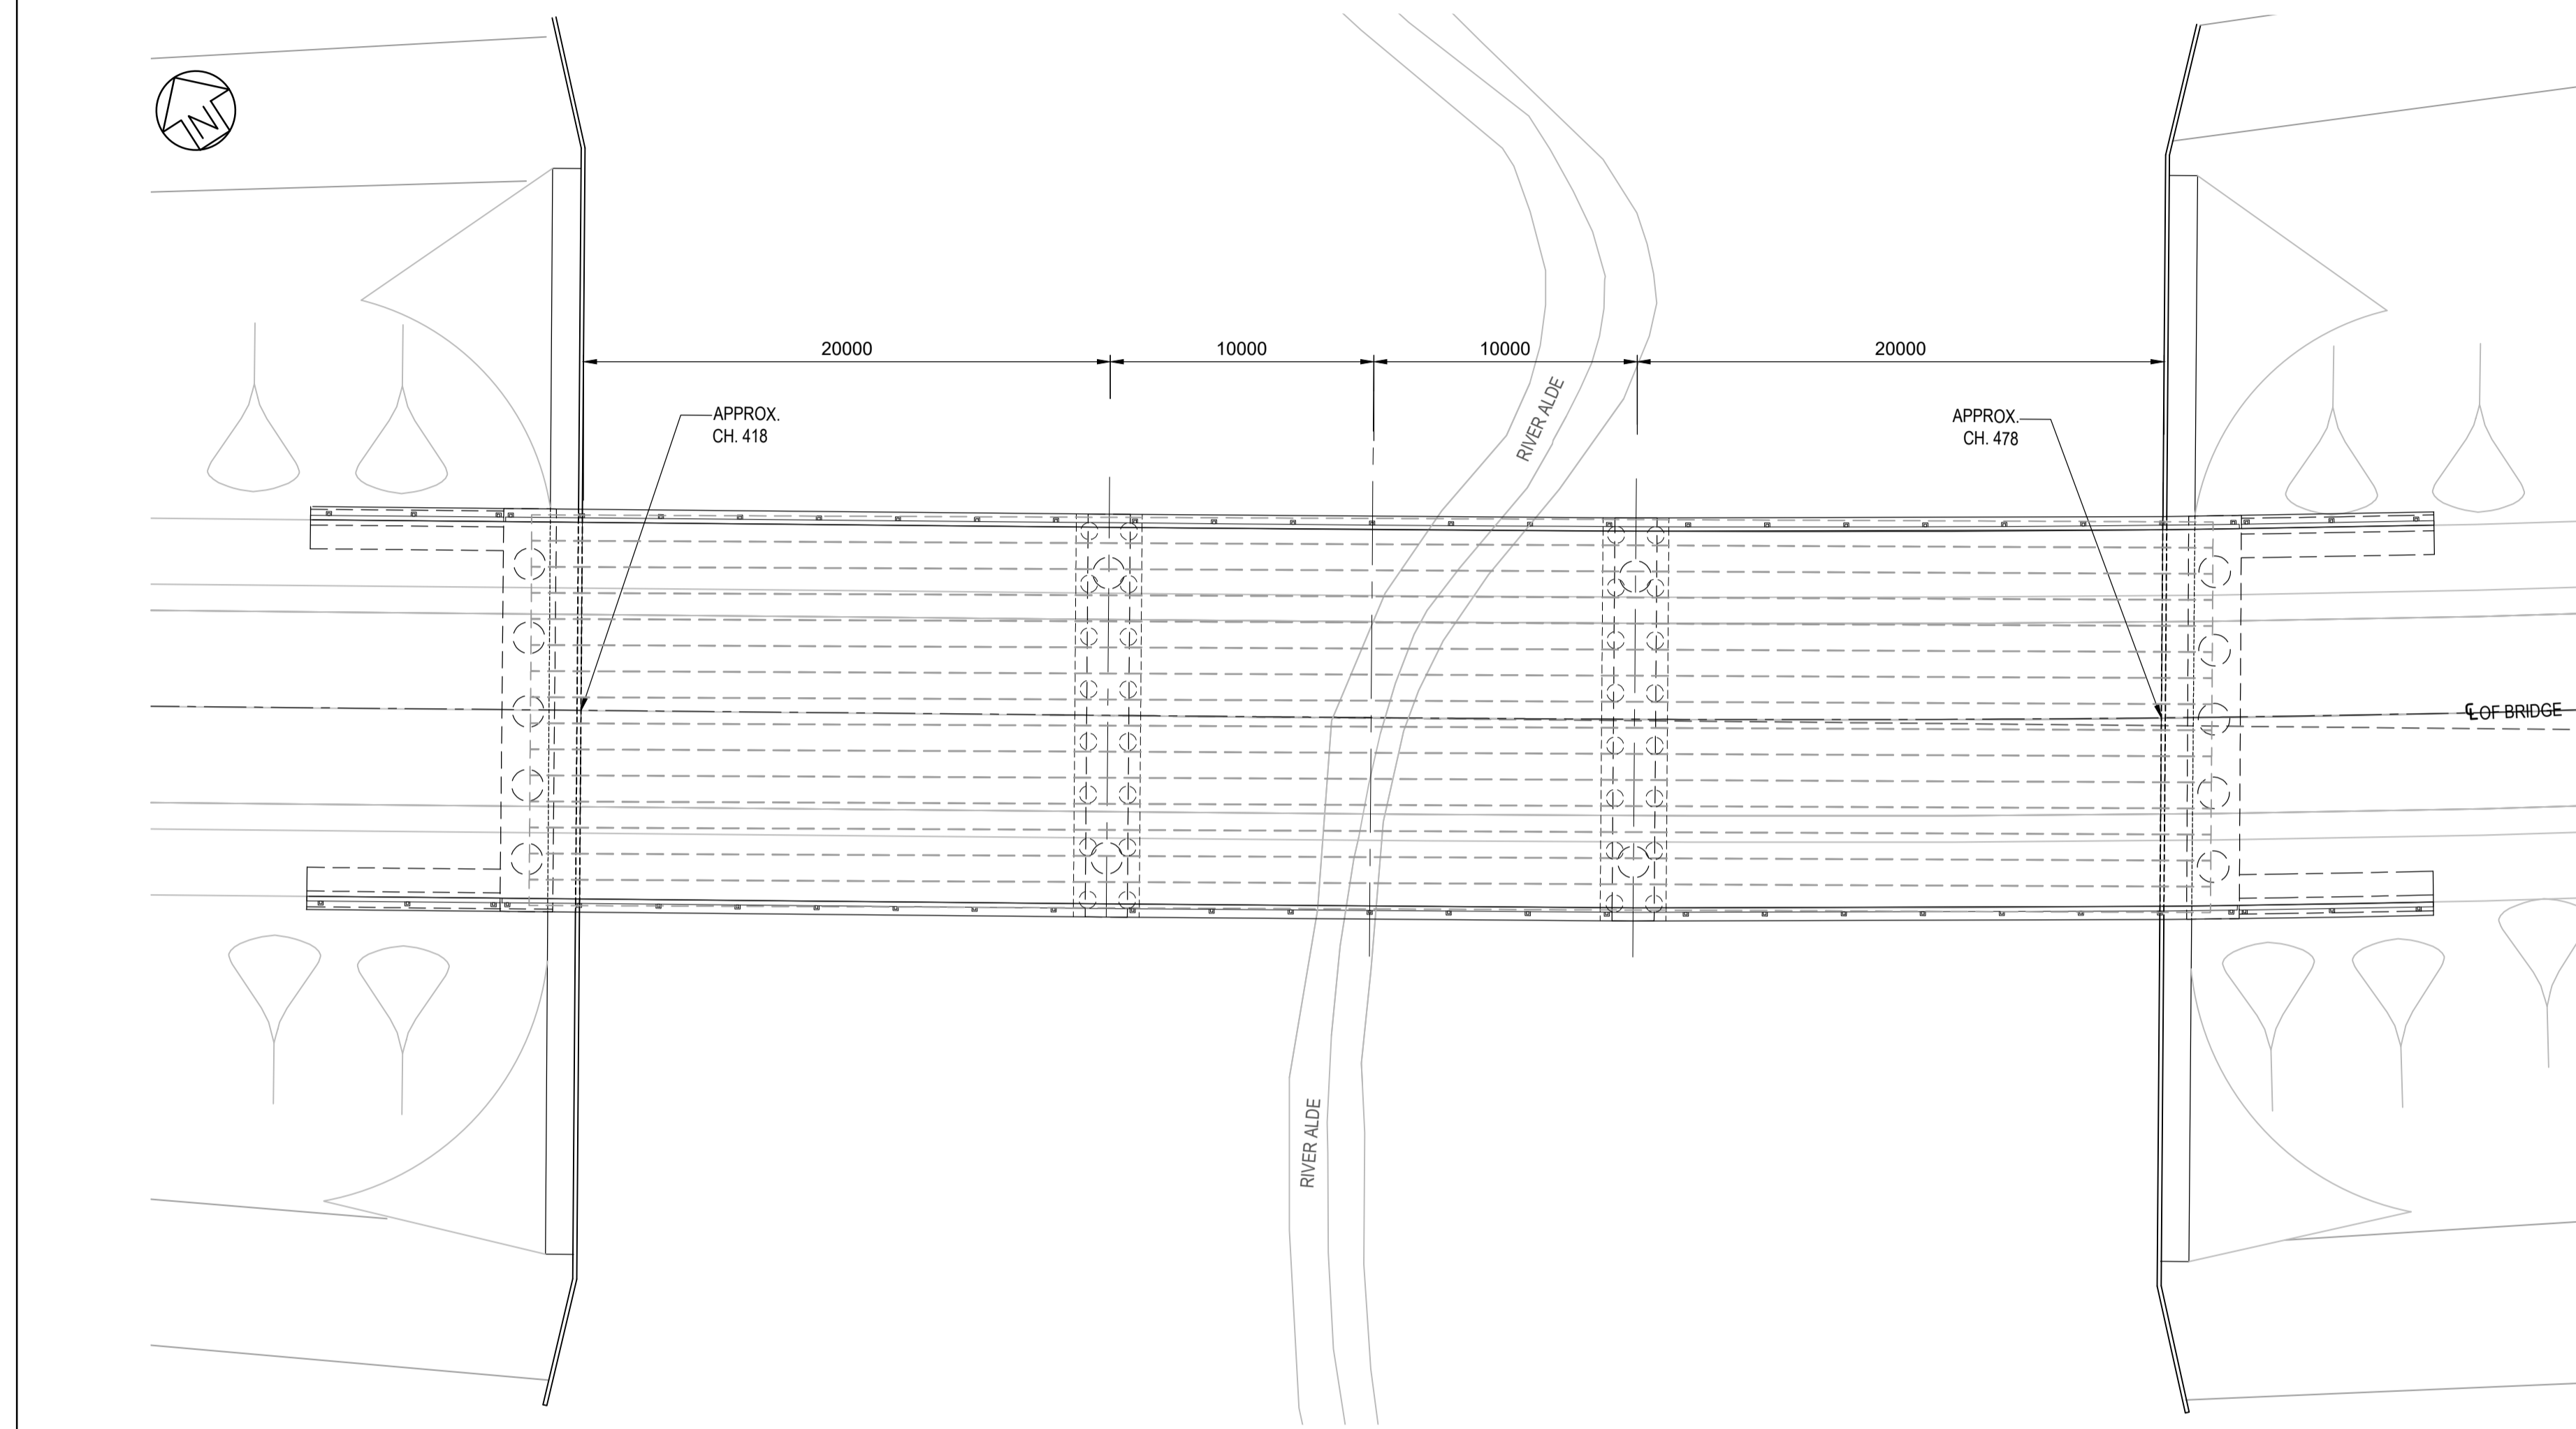 N
20000
10000
10000
20000
APPROX.
CH. 418
RIVER ALDE
APPROX.
CH. 478
℄ OF BRIDGE
RIVER ALDE